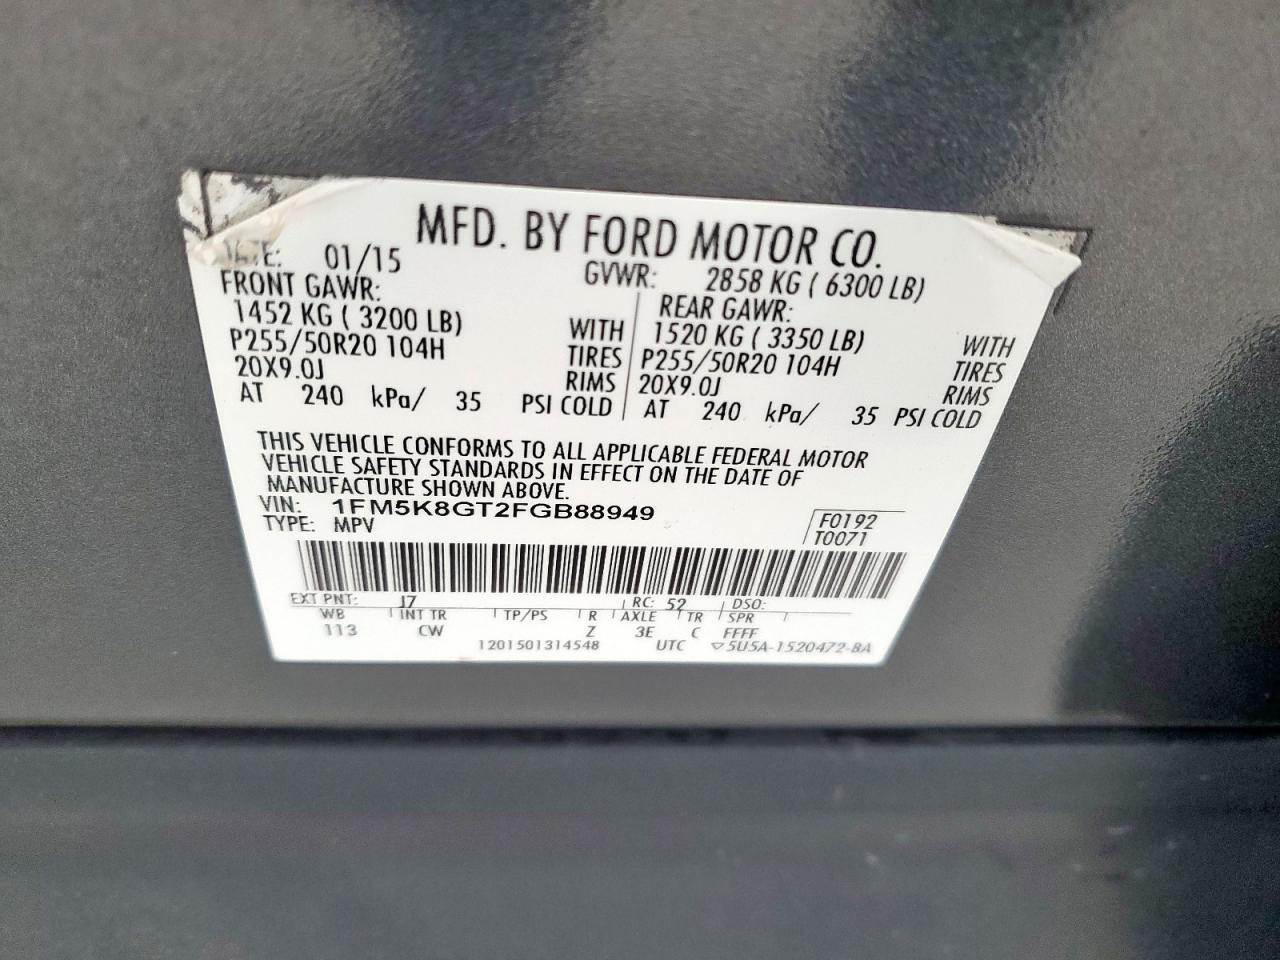 MFD. BY FORD MOTOR CO.
DATE: 01/15 GVWR: 2858 KG ( 6300 LB)
FRONT GAWR: REAR GAWR:
1452 KG ( 3200 LB) WITH 1520 KG ( 3350 LB) WITH
P255/50R20 104H TIRES P255/50R20 104H TIRES
20X9.0J RIMS 20X9.0J RIMS
AT 240 kPa/ 35 PSI COLD AT 240 kPa/ 35 PSI COLD
THIS VEHICLE CONFORMS TO ALL APPLICABLE FEDERAL MOTOR
VEHICLE SAFETY STANDARDS IN EFFECT ON THE DATE OF
MANUFACTURE SHOWN ABOVE.
VIN: 1FM5K8GT2FGB88949
TYPE: MPV F0192
T0071
EXT PNT: J7 RC: 52 DSO:
WB INT TR TP/PS R AXLE TR SPR
113 CW Z 3E C FFFF
1201501314548 UTC ▽5U5A-1520472-BA